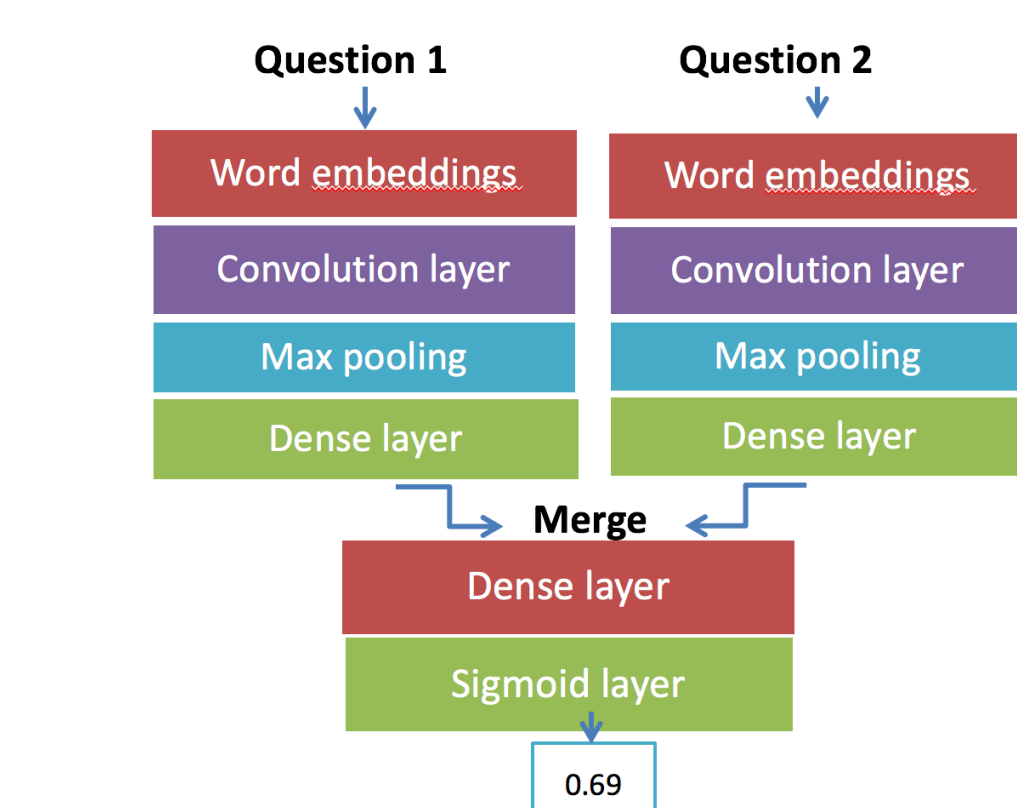 Question 1
Question 2
Word embeddings
Word embeddings
Convolution layer
Convolution layer
Max pooling
Max pooling
Dense layer
Dense layer
Merge
Dense layer
Sigmoid layer
0.69